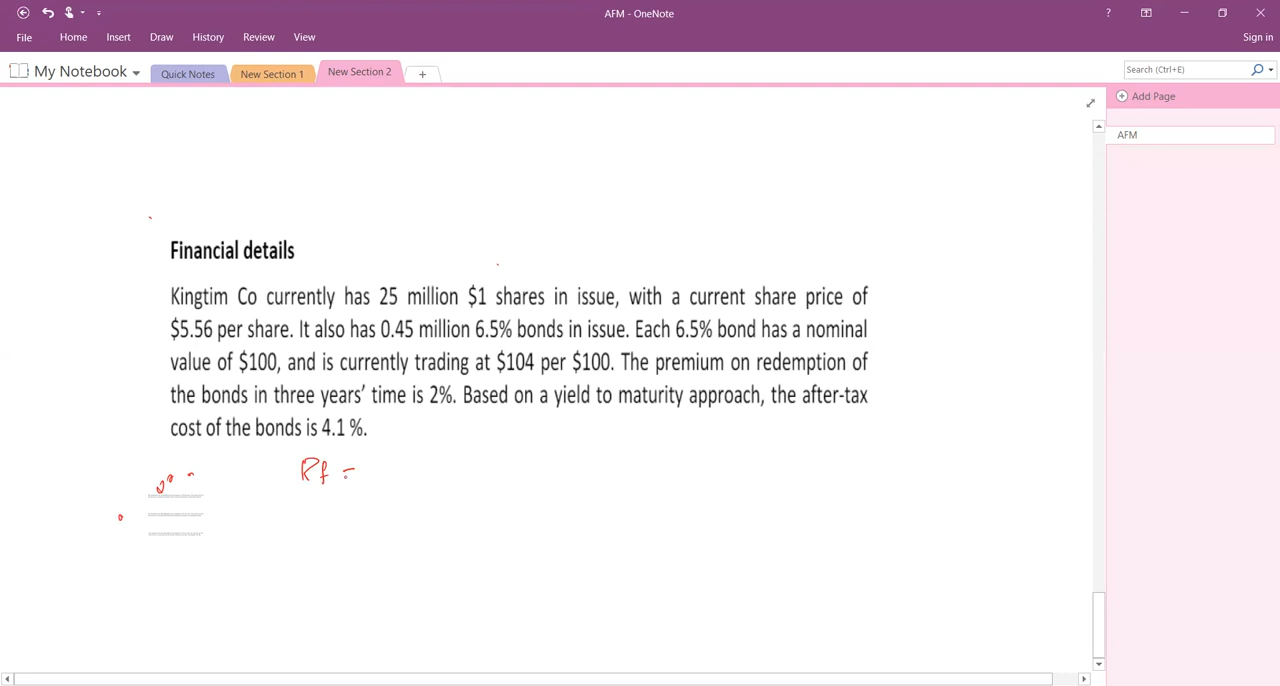 AFM - OneNote
?
File Home Insert Draw History Review View
Sign in
My Notebook Quick Notes New Section 1 New Section 2 +
Search (Ctrl+E)
Add Page
AFM
Financial details
Kingtim Co currently has 25 million $1 shares in issue, with a current share price of
$5.56 per share. It also has 0.45 million 6.5% bonds in issue. Each 6.5% bond has a nominal
value of $100, and is currently trading at $104 per $100. The premium on redemption of
the bonds in three years' time is 2%. Based on a yield to maturity approach, the after-tax
cost of the bonds is 4.1 %.
Rf =